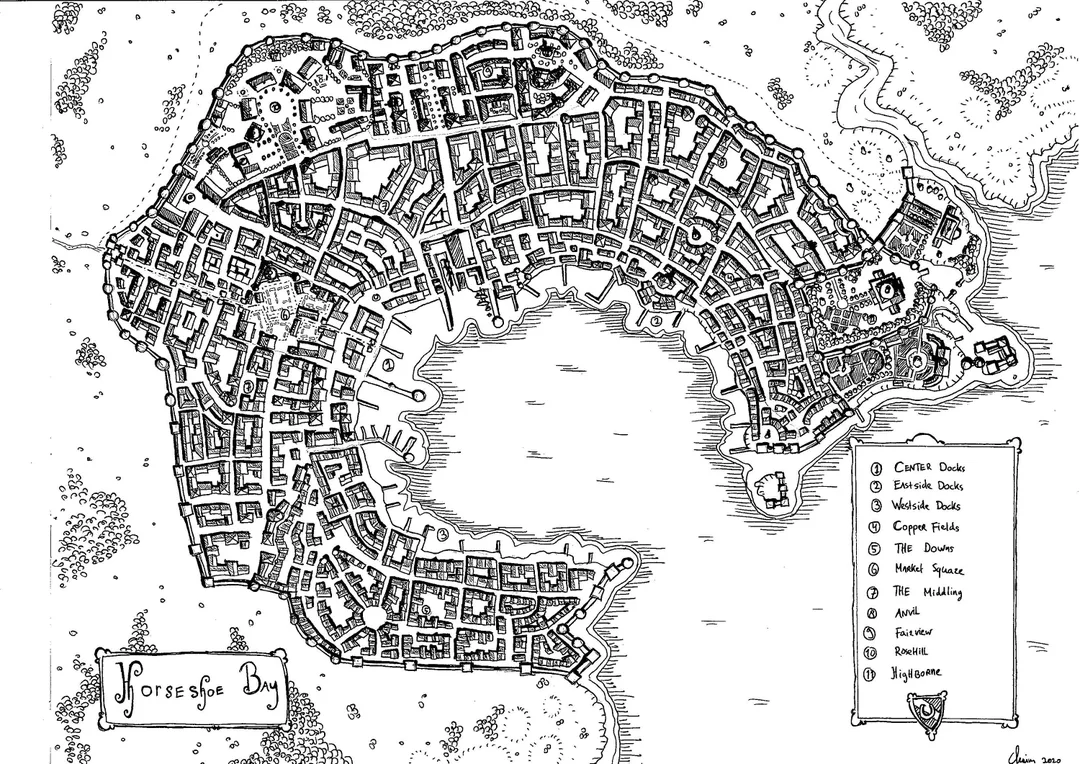 HORSESHOE BAY
1 CENTER Docks
2 Eastside Docks
3 Westside Docks
4 Copper Fields
5 THE Downs
6 Market Square
7 THE Middling
8 ANVIL
9 Fairview
10 RoseHill
11 HIGHBORNE
2020